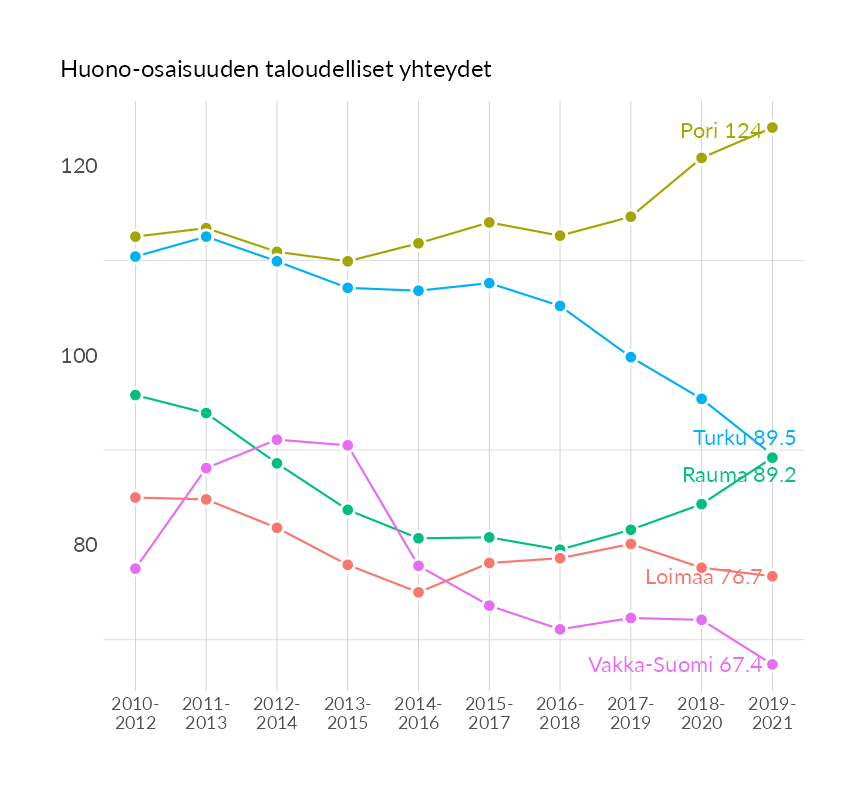 Huono-osaisuuden taloudelliset yhteydet
Pori 124
120
100
Turku 89.5
Rauma 89.2
80
Loimaa 76.7
Vakka-Suomi 67.4
2010- 2011- 2012- 2013- 2014- 2015- 2016- 2017- 2018- 2019-
2012 2013 2014 2015 2016 2017 2018 2019 2020 2021